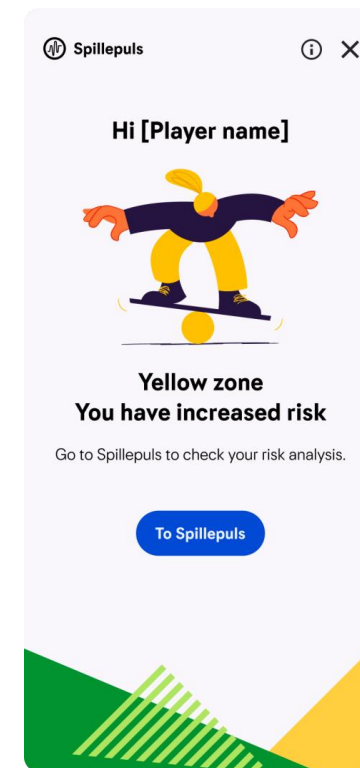 Spillepuls
Hi [Player name]
Yellow zone
You have increased risk
Go to Spillepuls to check your risk analysis.
To Spillepuls